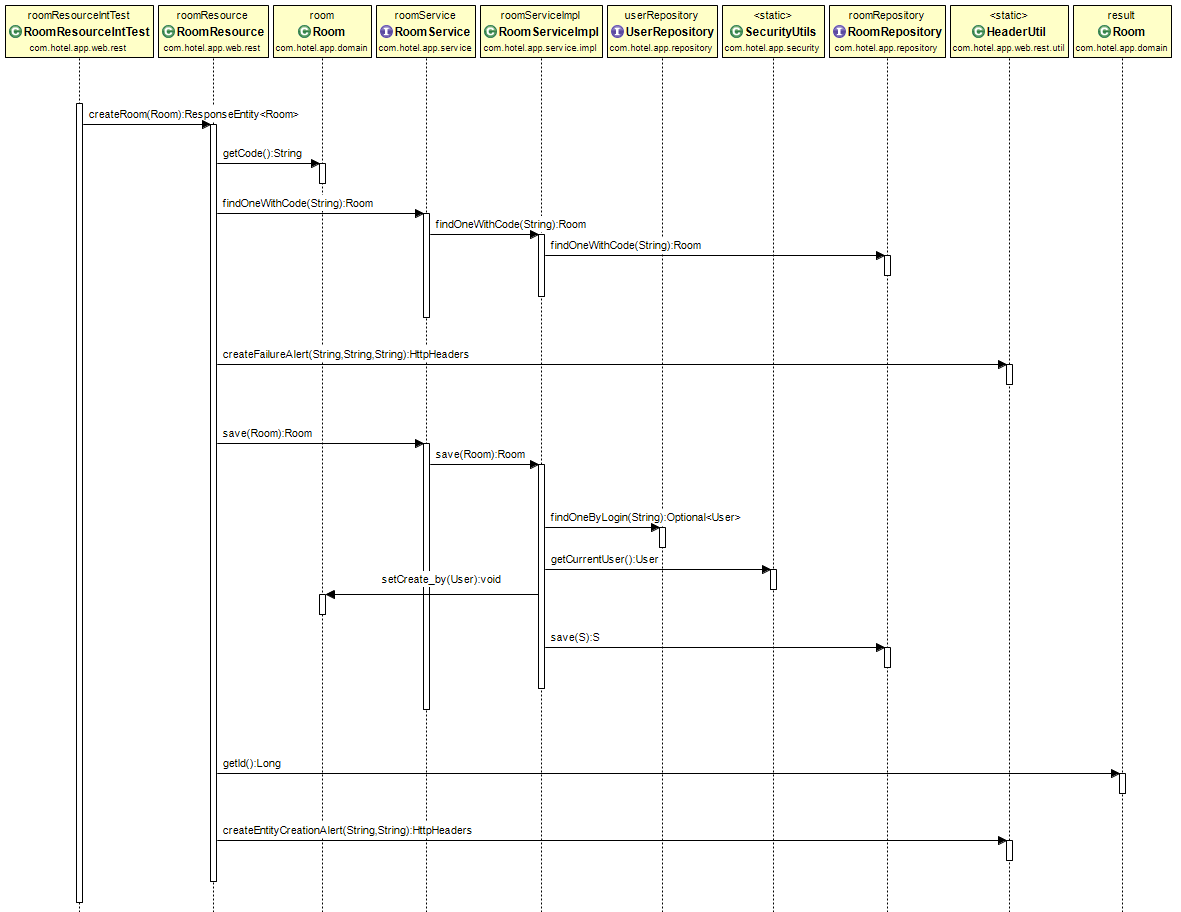 roomResourceIntTest
RoomResourceIntTest
com.hotel.app.web.rest
roomResource
RoomResource
com.hotel.app.web.rest
room
Room
com.hotel.app.domain
roomService
RoomService
com.hotel.app.service
roomServiceImpl
RoomServiceImpl
com.hotel.app.service.impl
userRepository
UserRepository
com.hotel.app.repository
<static>
SecurityUtils
com.hotel.app.security
roomRepository
RoomRepository
com.hotel.app.repository
<static>
HeaderUtil
com.hotel.app.web.rest.util
result
Room
com.hotel.app.domain
createRoom(Room):ResponseEntity<Room>
getCode():String
findOneWithCode(String):Room
findOneWithCode(String):Room
findOneWithCode(String):Room
createFailureAlert(String,String,String):HttpHeaders
save(Room):Room
save(Room):Room
findOneByLogin(String):Optional<User>
getCurrentUser():User
setCreate_by(User):void
save(S):S
getId():Long
createEntityCreationAlert(String,String):HttpHeaders